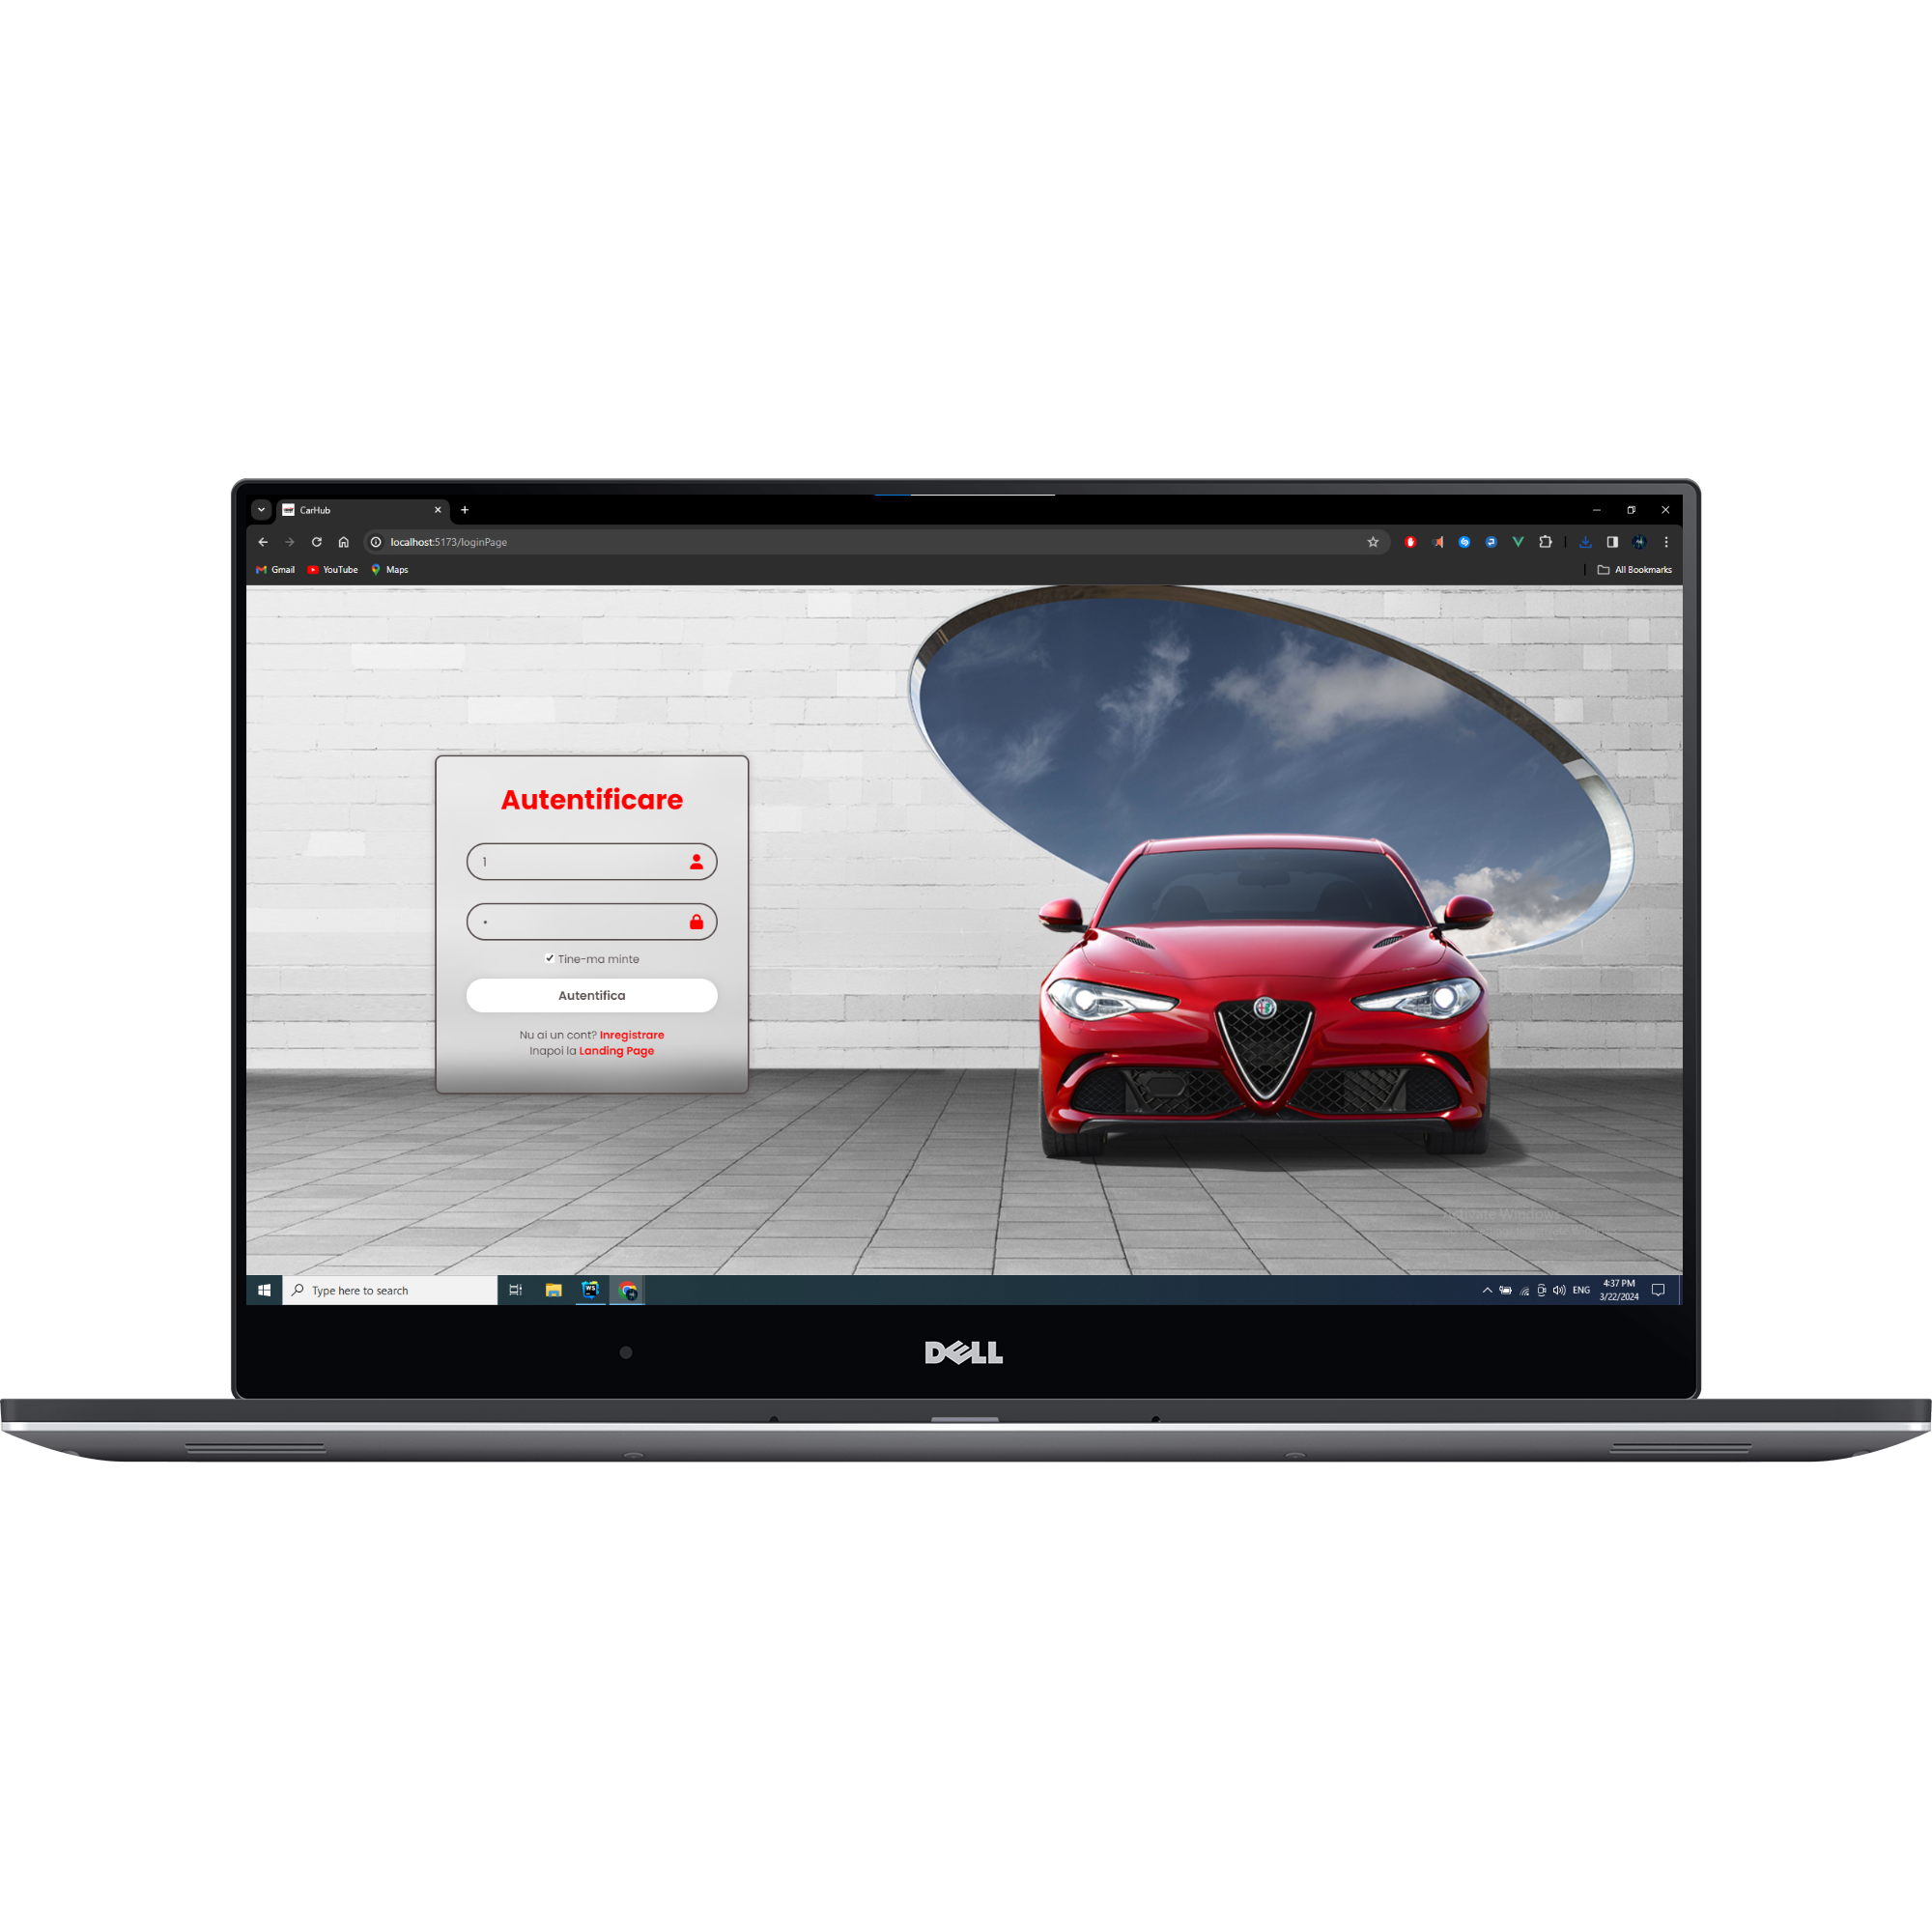 CarHub
localhost:5173/loginPage
Gmail YouTube Maps All Bookmarks
Autentificare
1
•
Tine-ma minte
Autentifica
Nu ai un cont? Inregistrare
Inapoi la Landing Page
Activate Windows
Type here to search
WS
ENG
4:37 PM
3/22/2024
DELL